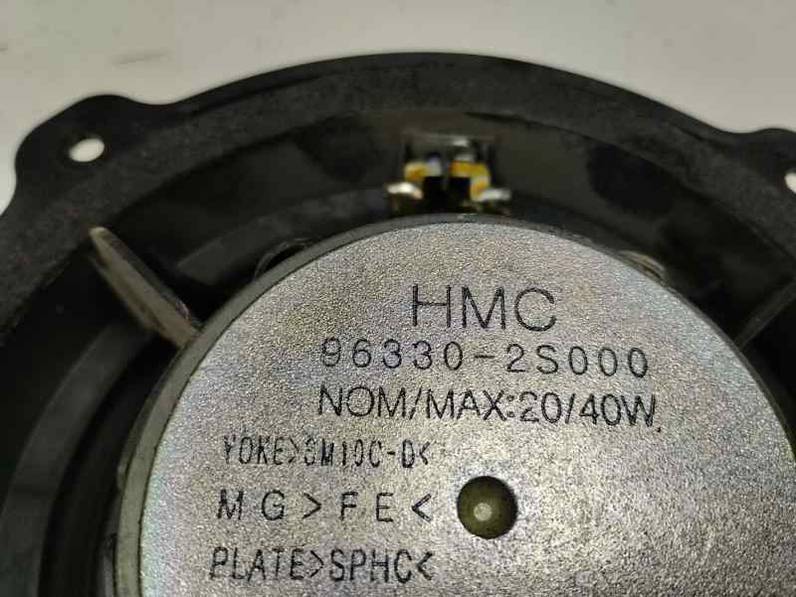 HMC
96330-2S000
NOM/MAX:20/40W.
YOKE>SM10C-D<
MG>FE<
PLATE>SPHC<